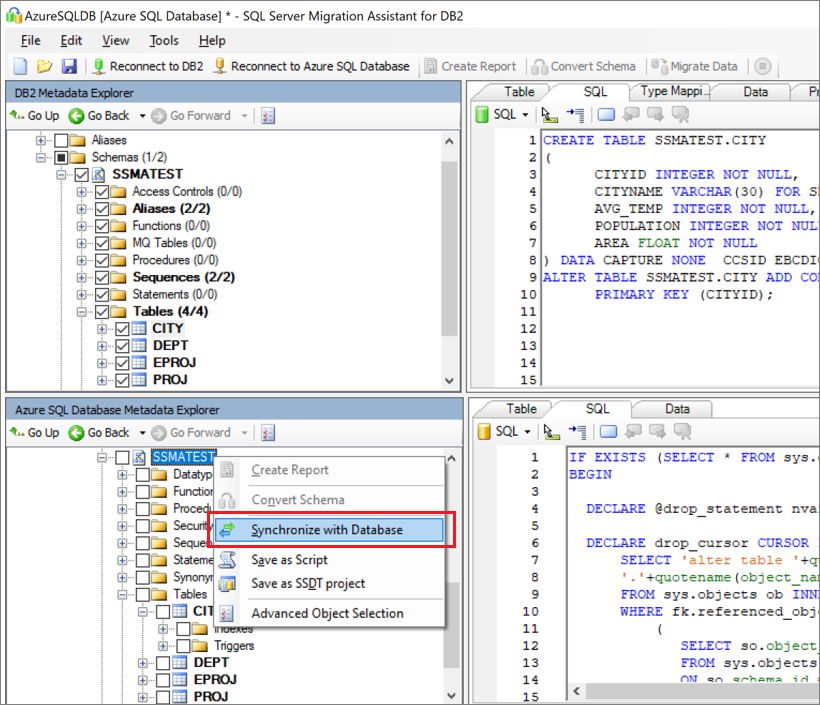 AzureSQLDB [Azure SQL Database] * - SQL Server Migration Assistant for DB2
File Edit View Tools Help
Reconnect to DB2 Reconnect to Azure SQL Database Create Report Convert Schema Migrate Data
DB2 Metadata Explorer
Go Up Go Back Go Forward
Aliases
Schemas (1/2)
SSMATEST
Access Controls (0/0)
Aliases (2/2)
Functions (0/0)
MQ Tables (0/0)
Procedures (0/0)
Sequences (2/2)
Statements (0/0)
Tables (4/4)
CITY
DEPT
EPROJ
PROJ
Table SQL Type Mappi... Data Pr
SQL
1 CREATE TABLE SSMATEST.CITY
2 (
3 CITYID INTEGER NOT NULL,
4 CITYNAME VARCHAR(30) FOR S
5 AVG_TEMP INTEGER NOT NULL,
6 POPULATION INTEGER NOT NUL
7 AREA FLOAT NOT NULL
8 ) DATA CAPTURE NONE CCSID EBCDI
9 ALTER TABLE SSMATEST.CITY ADD CO
10 PRIMARY KEY (CITYID);
11
12
13
14
15
Azure SQL Database Metadata Explorer
Go Up Go Back Go Forward
SSMATEST
Datatyp
Function
Procedu
Security
Sequen
Stateme
Synonym
Tables
CIT
Indexes
Triggers
DEPT
EPROJ
PROJ
Create Report
Convert Schema
Synchronize with Database
Save as Script
Save as SSDT project
Advanced Object Selection
Table SQL Data
SQL
1 IF EXISTS (SELECT * FROM sys.
2 BEGIN
3
4 DECLARE @drop_statement nva
5
6 DECLARE drop_cursor CURSOR
7 SELECT 'alter table '+q
8 '.'+quotename(object_na
9 FROM sys.objects ob INN
10 WHERE fk.referenced_obj
11 (
12 SELECT so.object_
13 FROM sys.objects
14 ON so.schema_id
15